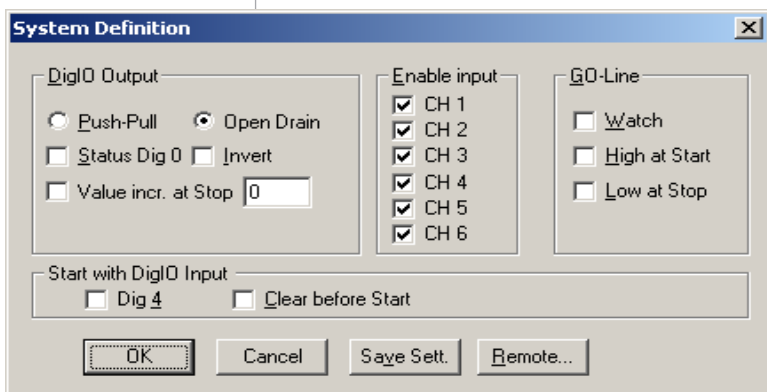 System Definition
DigIO Output
Push-Pull Open Drain
Status Dig 0 Invert
Value incr. at Stop 0
Enable input
CH 1
CH 2
CH 3
CH 4
CH 5
CH 6
GO-Line
Watch
High at Start
Low at Stop
Start with DigIO Input
Dig 4 Clear before Start
OK Cancel Save Sett. Remote...